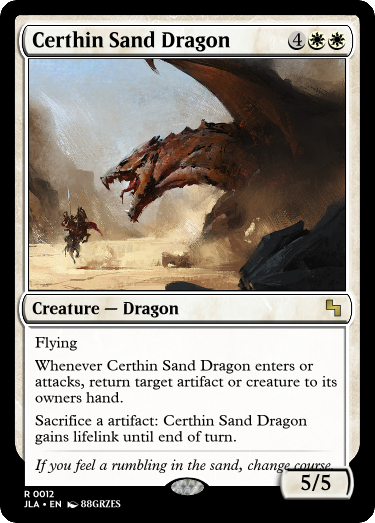 Certhin Sand Dragon 4
Creature — Dragon
Flying
Whenever Certhin Sand Dragon enters or
attacks, return target artifact or creature to its
owners hand.
Sacrifice a artifact: Certhin Sand Dragon
gains lifelink until end of turn.
If you feel a rumbling in the sand, change course.
5/5
R 0012
JLA • EN 88GRZES